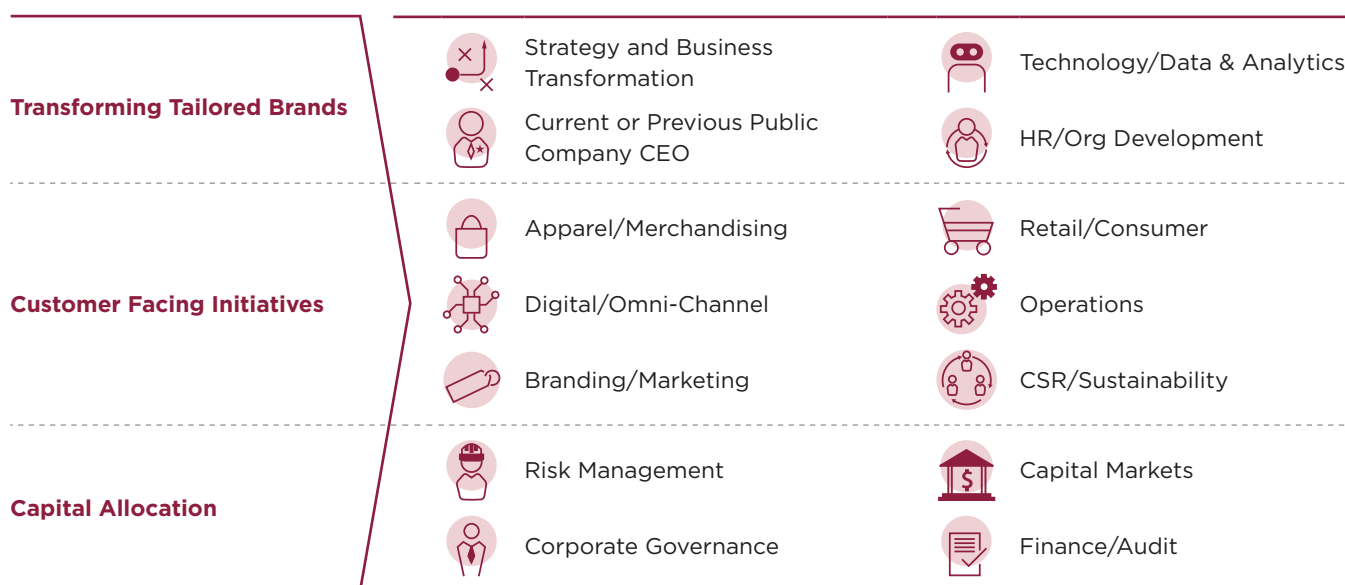 Transforming Tailored Brands
Strategy and Business
Transformation
Technology/Data & Analytics
Current or Previous Public
Company CEO
HR/Org Development
Customer Facing Initiatives
Apparel/Merchandising
Retail/Consumer
Digital/Omni-Channel
Operations
Branding/Marketing
CSR/Sustainability
Capital Allocation
Risk Management
$
Capital Markets
Corporate Governance
Finance/Audit